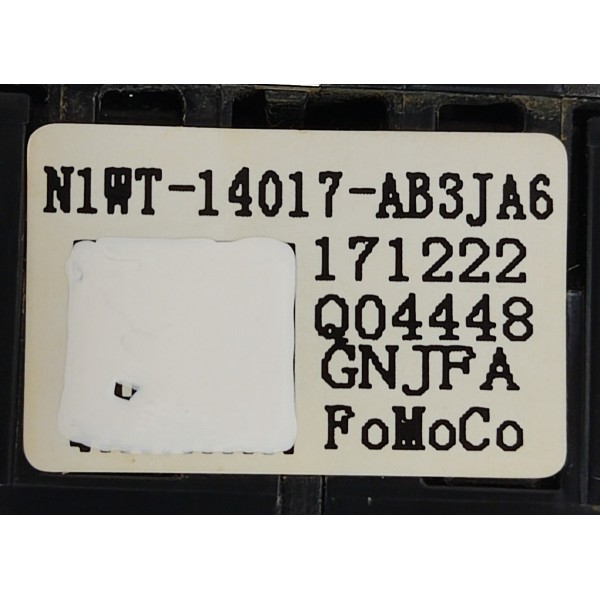 N1WT-14017-AB3JA6
171222
Q04448
GNJFA
FoMoCo